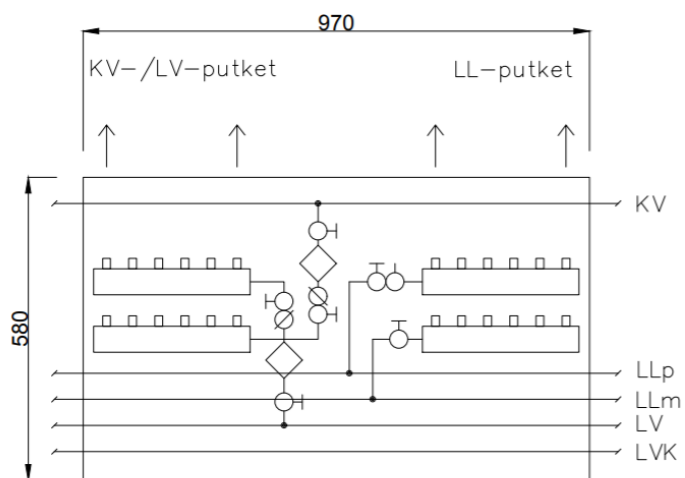 970
KV-/LV-putket
LL-putket
KV
580
LLp
LLm
LV
LVK